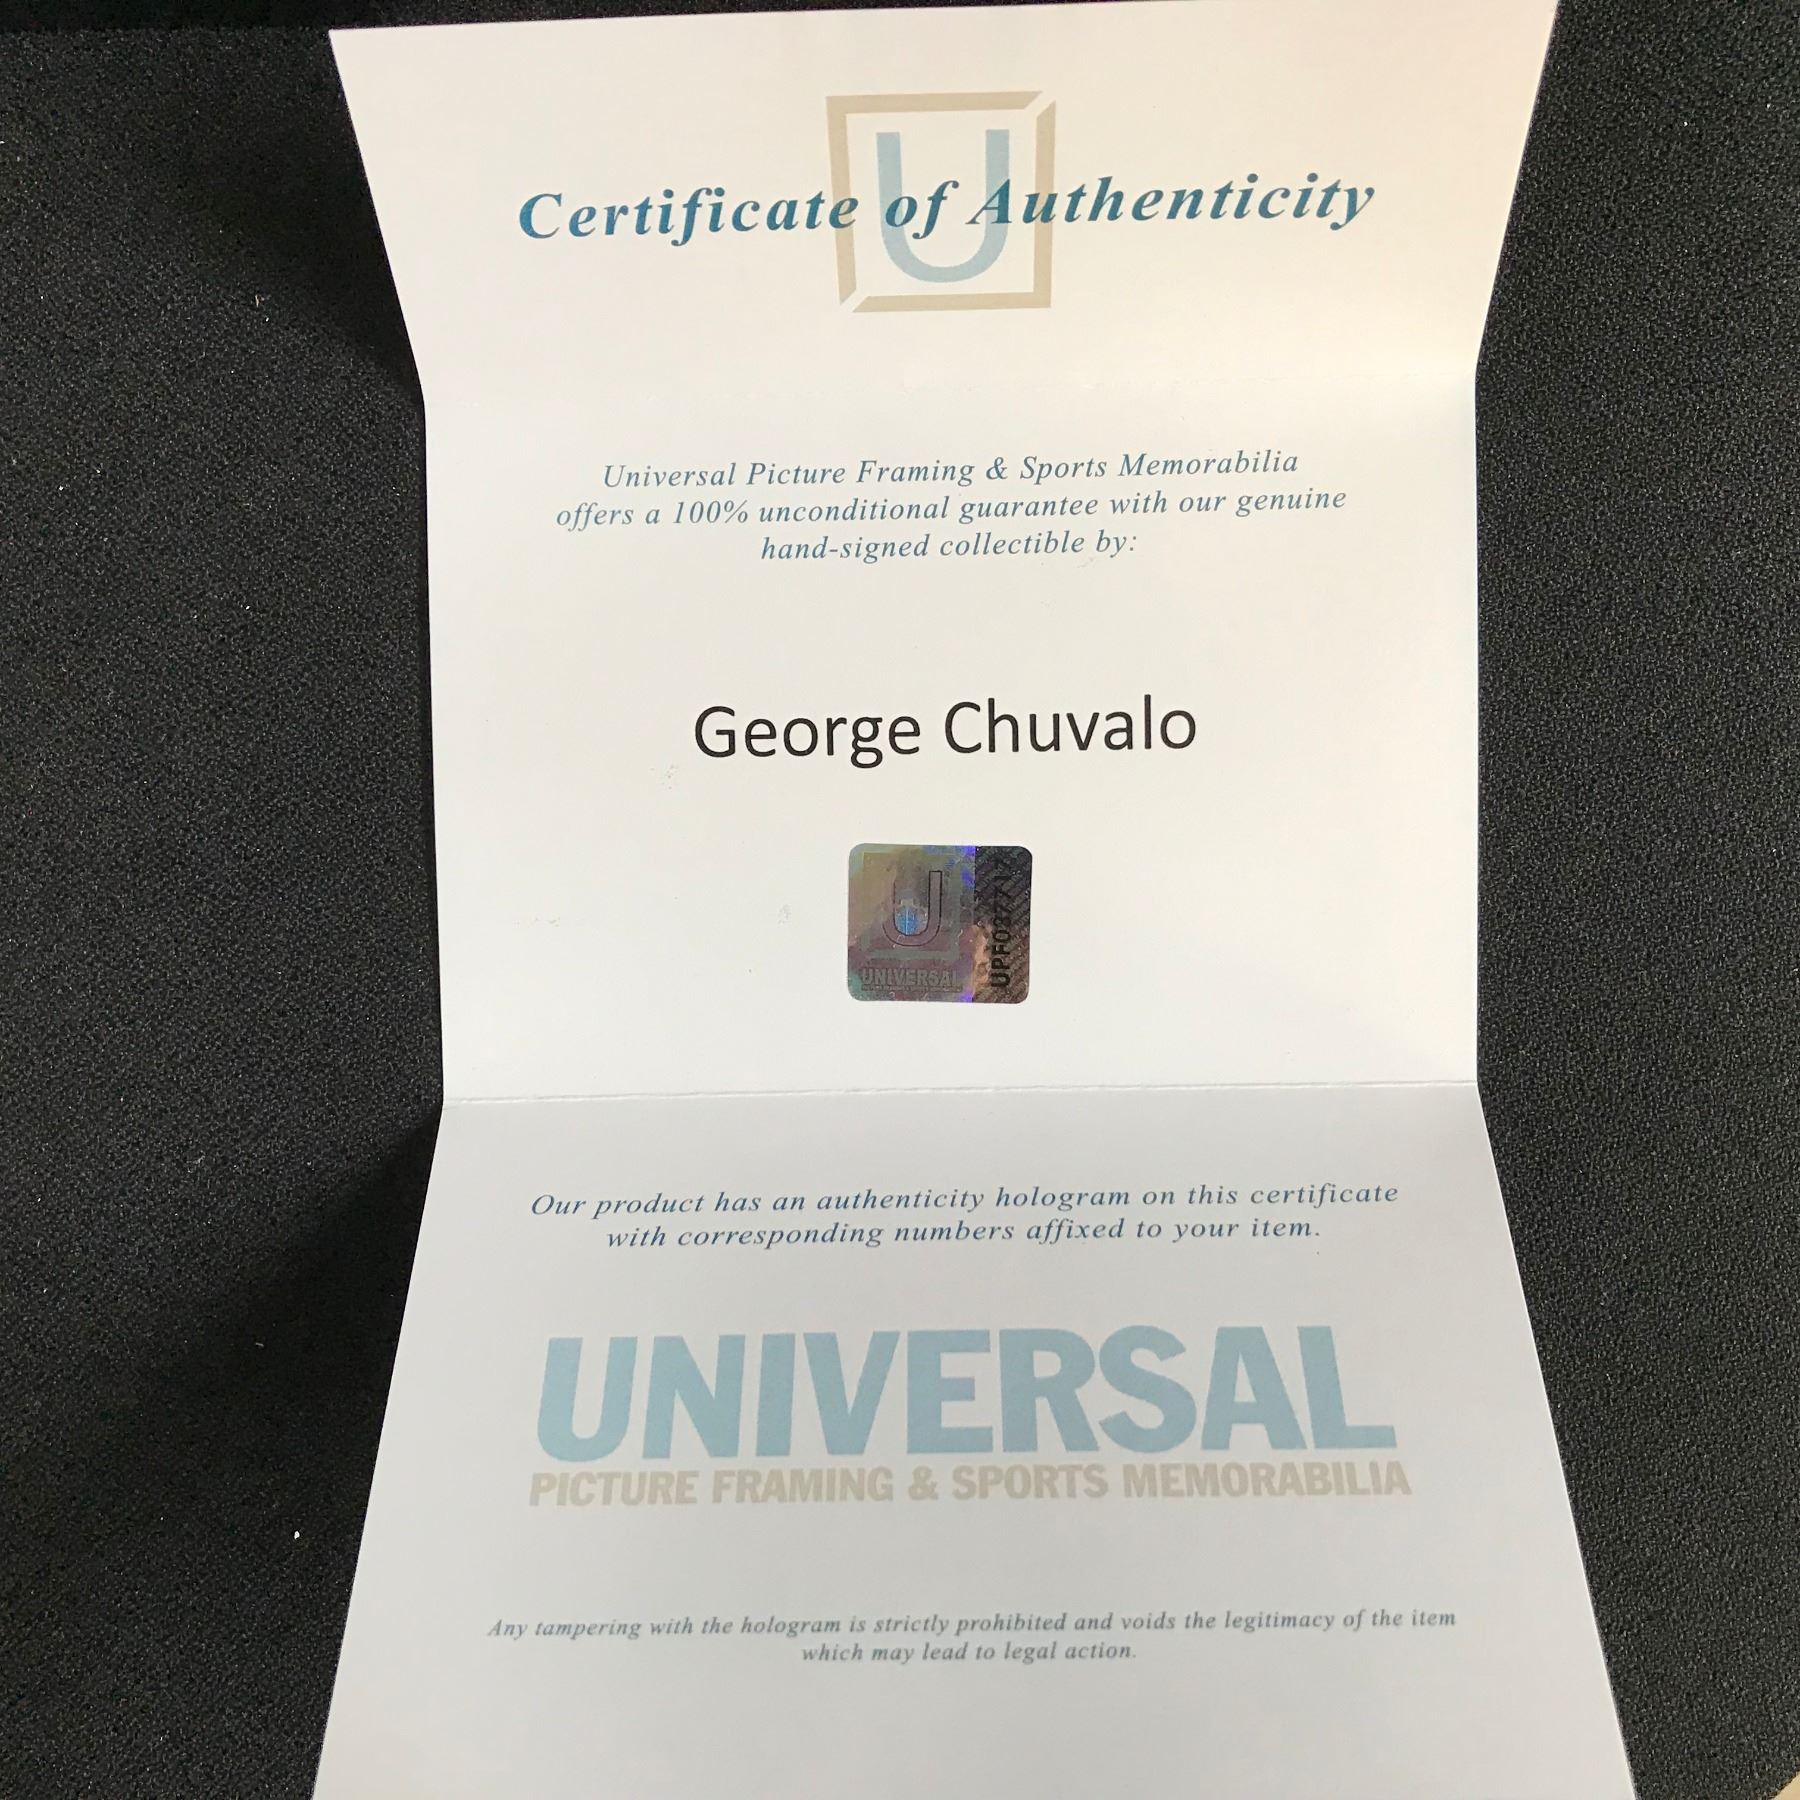 U
Certificate of Authenticity
Universal Picture Framing & Sports Memorabilia
offers a 100% unconditional guarantee with our genuine
hand-signed collectible by:
George Chuvalo
U
UNIVERSAL
Our product has an authenticity hologram on this certificate
with corresponding numbers affixed to your item.
UNIVERSAL
PICTURE FRAMING & SPORTS MEMORABILIA
Any tampering with the hologram is strictly prohibited and voids the legitimacy of the item
which may lead to legal action.